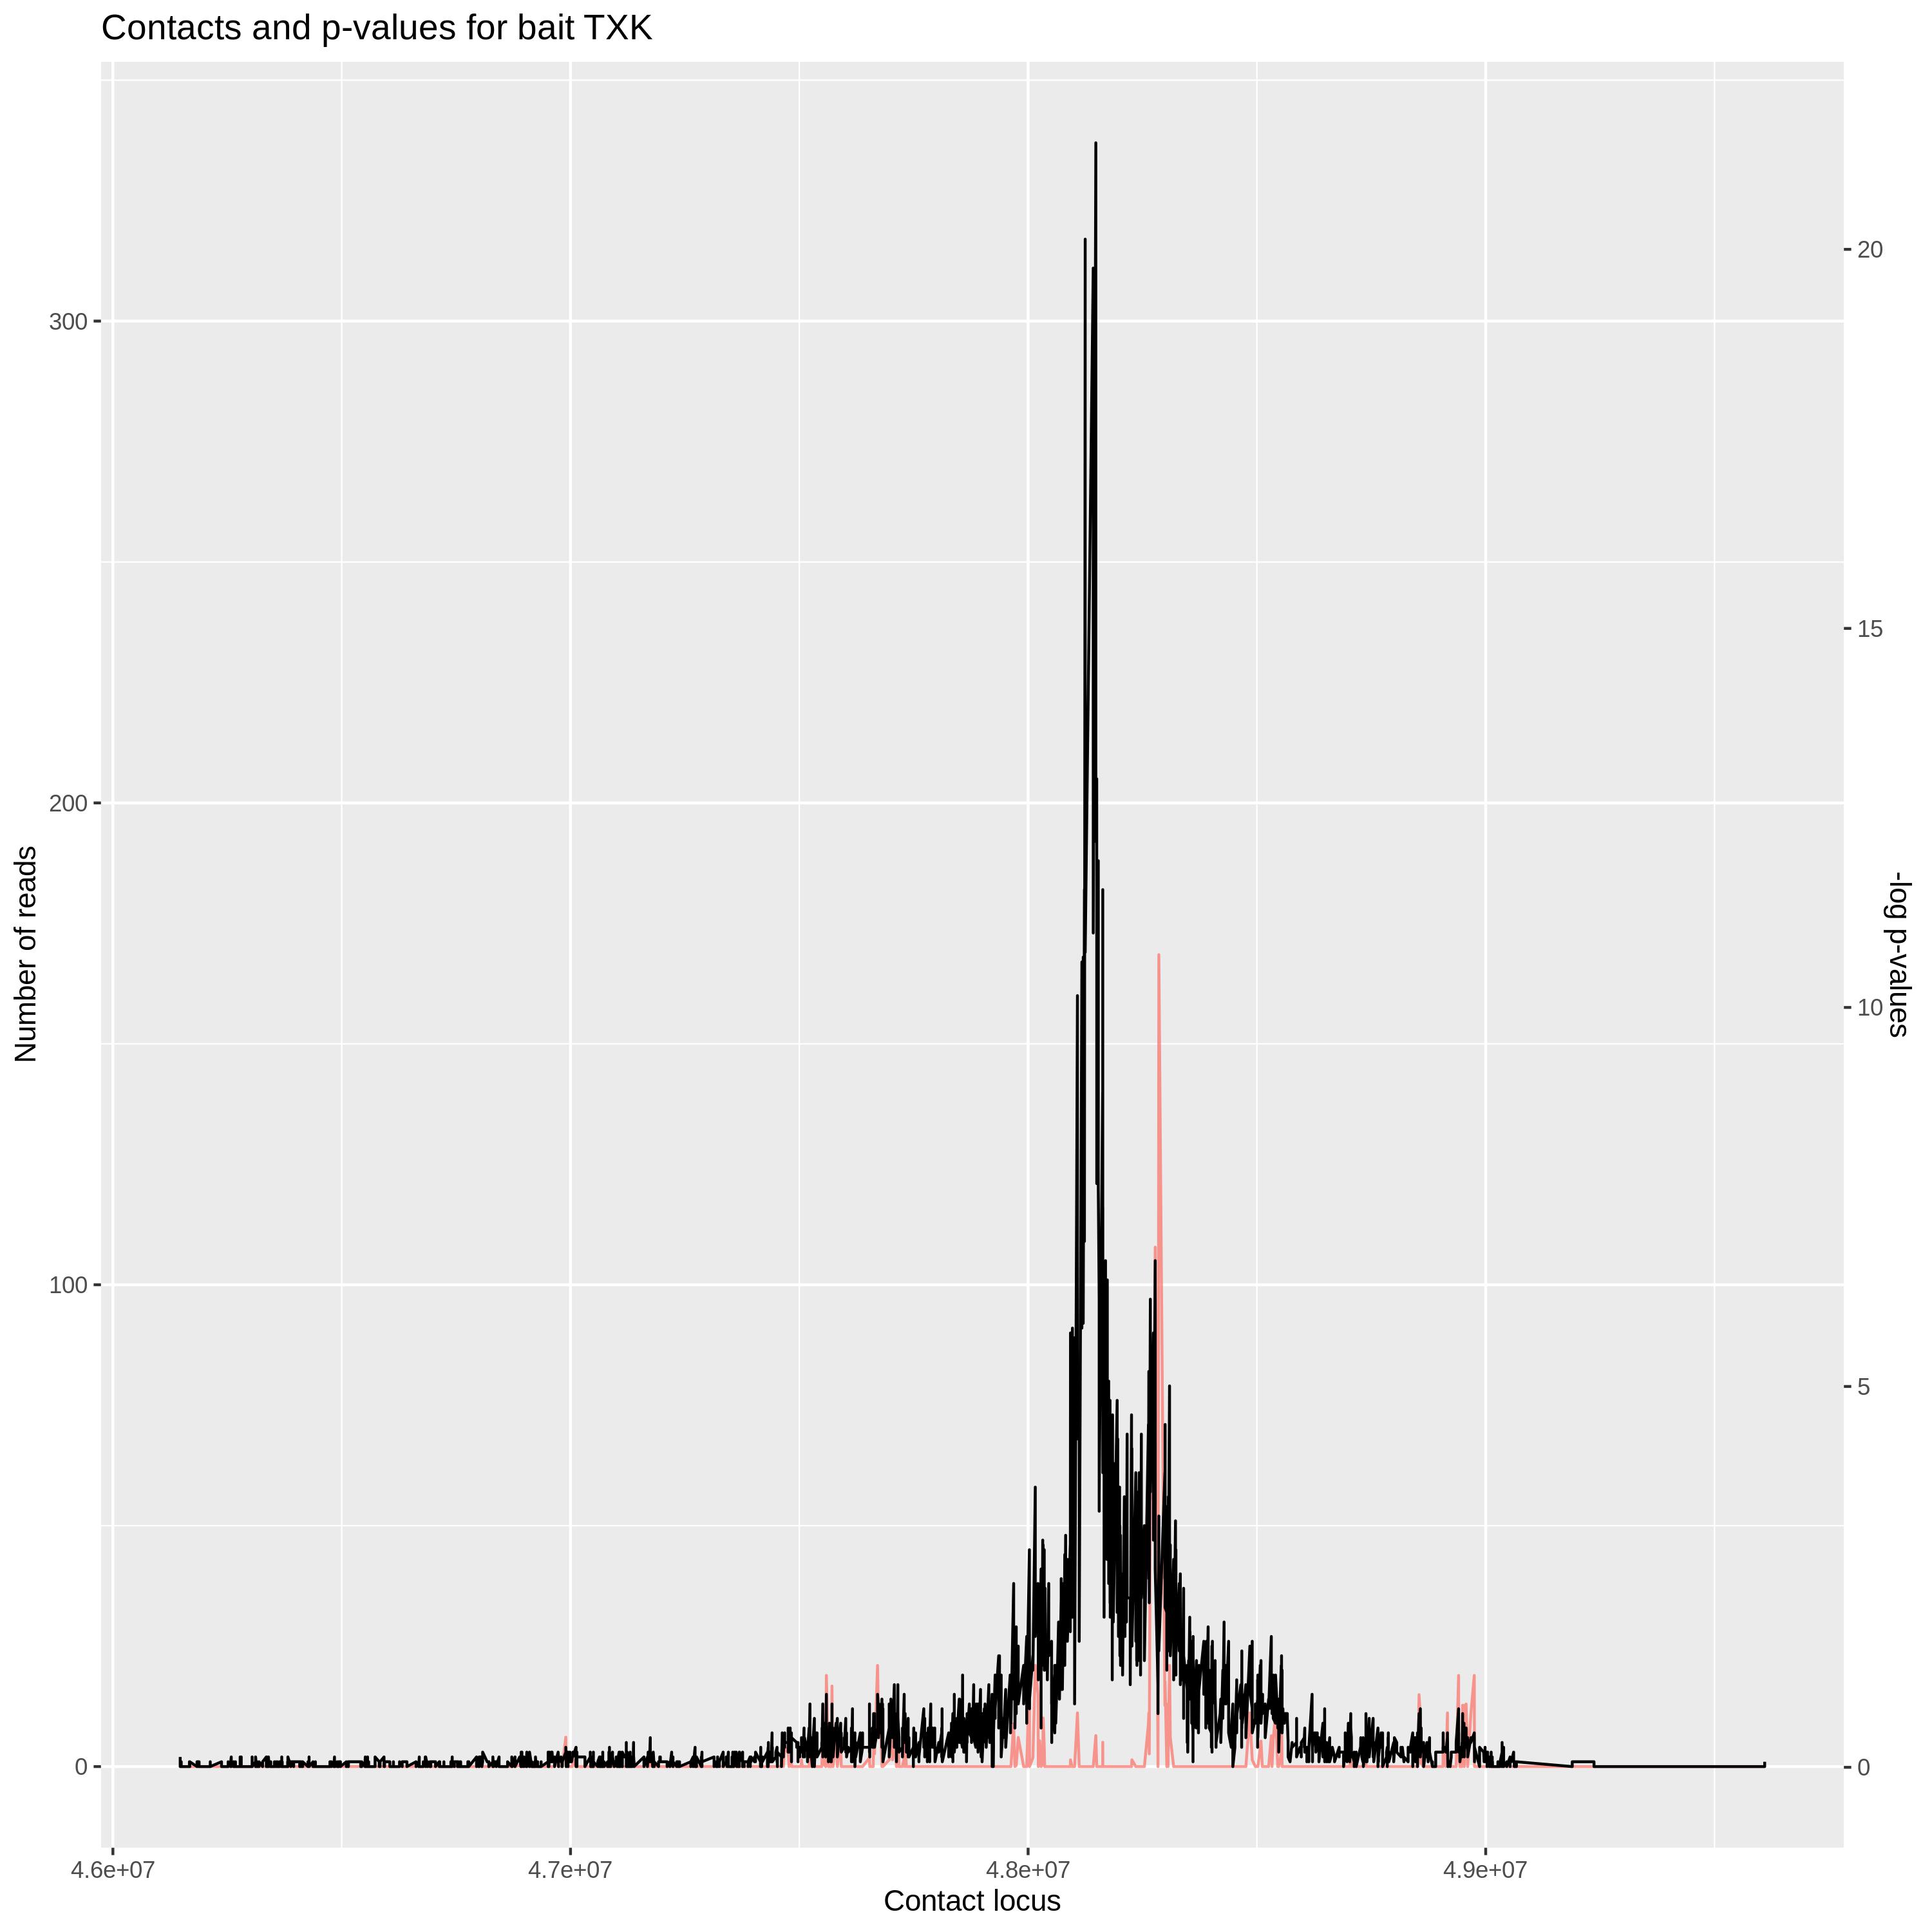 Contacts and p-values for bait TXK
300
200
100
0
Number of reads
20
15
10
5
0
-log p-values
4.6e+07
4.7e+07
4.8e+07
4.9e+07
Contact locus